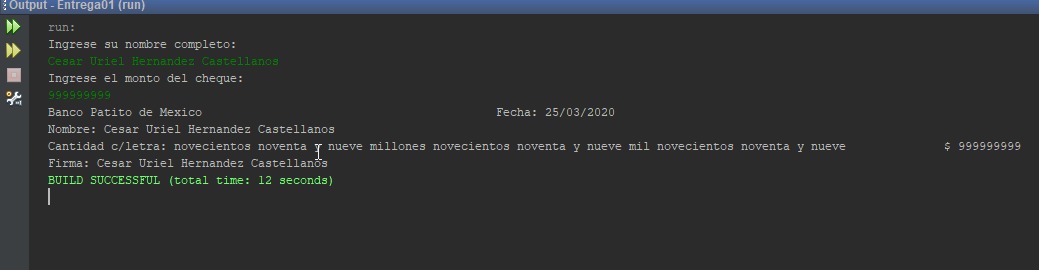 Output - Entrega01 (run)
run:
Ingrese su nombre completo:
Cesar Uriel Hernandez Castellanos
Ingrese el monto del cheque:
999999999
Banco Patito de Mexico Fecha: 25/03/2020
Nombre: Cesar Uriel Hernandez Castellanos
Cantidad c/letra: novecientos noventa y nueve millones novecientos noventa y nueve mil novecientos noventa y nueve $ 999999999
Firma: Cesar Uriel Hernandez Castellanos
BUILD SUCCESSFUL (total time: 12 seconds)